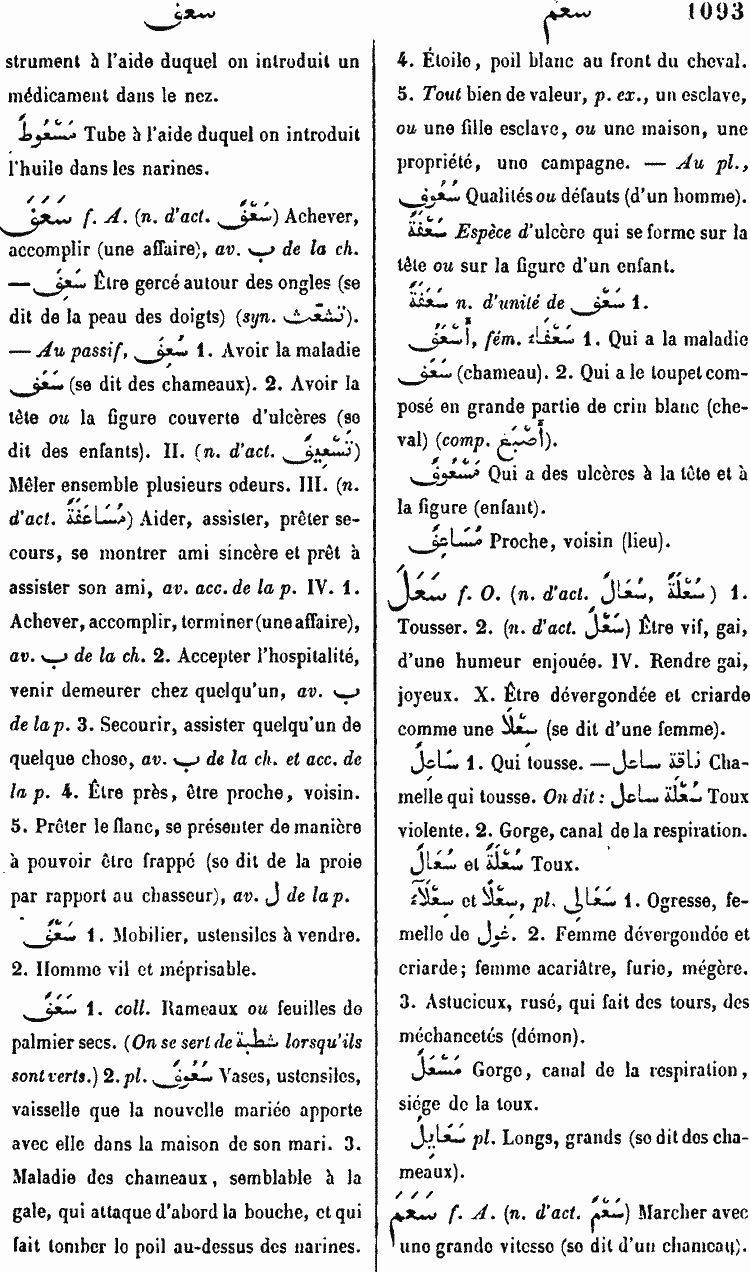 سعف
سعم
1093
strument à l'aide duquel on introduit un
médicament dans le nez.
مُسْعُوطٌ Tube à l'aide duquel on introduit
l'huile dans les narines.
سَعَفَ f. A. (n. d'act. سَعْفٌ) Achever,
accomplir (une affaire), av. ب de la ch.
— سَعِفَ Être gercé autour des ongles (se
dit de la peau des doigts) (syn. تشعّث).
— Au passif, سُعِفَ 1. Avoir la maladie
سَعَف (se dit des chameaux). 2. Avoir la
tête ou la figure couverte d'ulcères (se
dit des enfants). II. (n. d'act. تَسْعِيفٌ)
Mêler ensemble plusieurs odeurs. III. (n.
d'act. مُسَاعَفَةٌ) Aider, assister, prêter se-
cours, se montrer ami sincère et prêt à
assister son ami, av. acc. de la p. IV. 1.
Achever, accomplir, terminer (une affaire),
av. ب de la ch. 2. Accepter l'hospitalité,
venir demeurer chez quelqu'un, av. ب
de la p. 3. Secourir, assister quelqu'un de
quelque chose, av. ب de la ch. et acc. de
la p. 4. Être près, être proche, voisin.
5. Prêter le flanc, se présenter de manière
à pouvoir être frappé (se dit de la proie
par rapport au chasseur), av. ل de la p.
سَعْفٌ 1. Mobilier, ustensiles à vendre.
2. Homme vil et méprisable.
سَعَفٌ 1. coll. Rameaux ou feuilles de
palmier secs. (On se sert de شطبة lorsqu'ils
sont verts.) 2. pl. سُعُوفٌ Vases, ustensiles,
vaisselle que la nouvelle mariée apporte
avec elle dans la maison de son mari. 3.
Maladie des chameaux, semblable à la
gale, qui attaque d'abord la bouche, et qui
fait tomber le poil au-dessus des narines.
4. Étoile, poil blanc au front du cheval.
5. Tout bien de valeur, p. ex., un esclave,
ou une fille esclave, ou une maison, une
propriété, une campagne. — Au pl.,
سُعُوف Qualités ou défauts (d'un homme).
سَعْفَةٌ Espèce d'ulcère qui se forme sur la
tête ou sur la figure d'un enfant.
سَعَفَةٌ n. d'unité de سَعَف 1.
أَسْعَفُ, fém. سَعْفَاءُ 1. Qui a la maladie
سَعَف (chameau). 2. Qui a le toupet com-
posé en grande partie de crin blanc (che-
val) (comp. أَصْبَغ).
مَسْعُوفٌ Qui a des ulcères à la tête et à
la figure (enfant).
مُسَاعِفٌ Proche, voisin (lieu).
سَعَلَ f. O. (n. d'act. سُعَالٌ, سُعْلَةٌ) 1.
Tousser. 2. (n. d'act. سَعْلٌ) Être vif, gai,
d'une humeur enjouée. IV. Rendre gai,
joyeux. X. Être dévergondée et criarde
comme une سِعْلَا (se dit d'une femme).
سَاعِلٌ 1. Qui tousse. — ناقة ساعل Cha-
melle qui tousse. On dit : سُعْلَة ساعل Toux
violente. 2. Gorge, canal de la respiration.
سُعَالٌ et سُعْلَةٌ Toux.
سِعْلَآءُ et سِعْلَا, pl. سَعَالِى 1. Ogresse, fe-
melle de غول. 2. Femme dévergondée et
criarde; femme acariâtre, furie, mégère.
3. Astucieux, rusé, qui fait des tours, des
méchancetés (démon).
مَسْعَلٌ Gorge, canal de la respiration,
siége de la toux.
سَعَابِلُ pl. Longs, grands (se dit des cha-
meaux).
سَعَمَ f. A. (n. d'act. سَعْمٌ) Marcher avec
une grande vitesse (se dit d'un chameau).